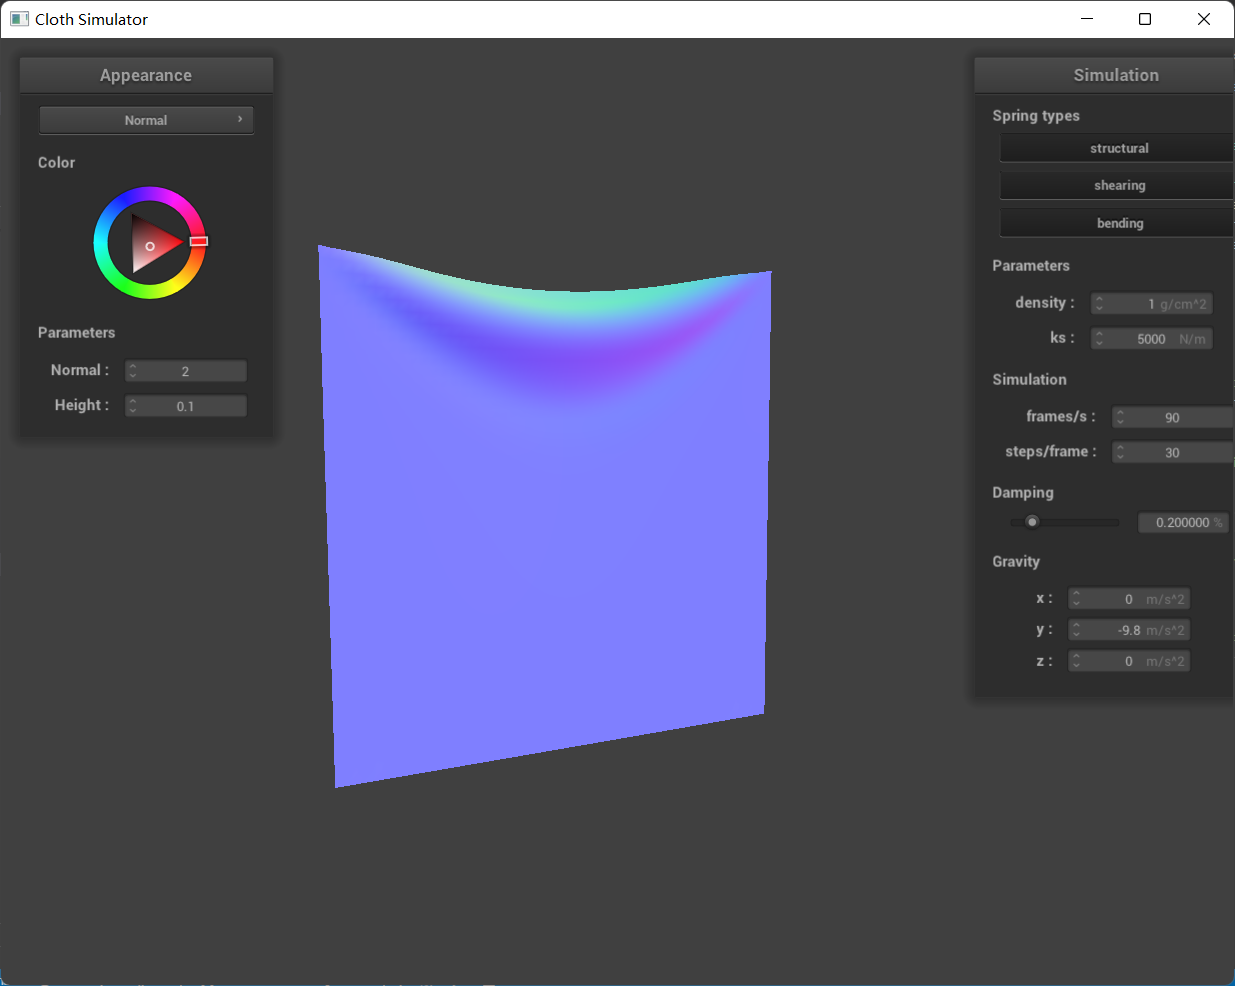 Cloth Simulator
Appearance
Normal
Color
Parameters
Normal : 2
Height : 0.1
Simulation
Spring types
structural
shearing
bending
Parameters
density : 1 g/cm^2
ks : 5000 N/m
Simulation
frames/s : 90
steps/frame : 30
Damping
0.200000 %
Gravity
x : 0 m/s^2
y : -9.8 m/s^2
z : 0 m/s^2